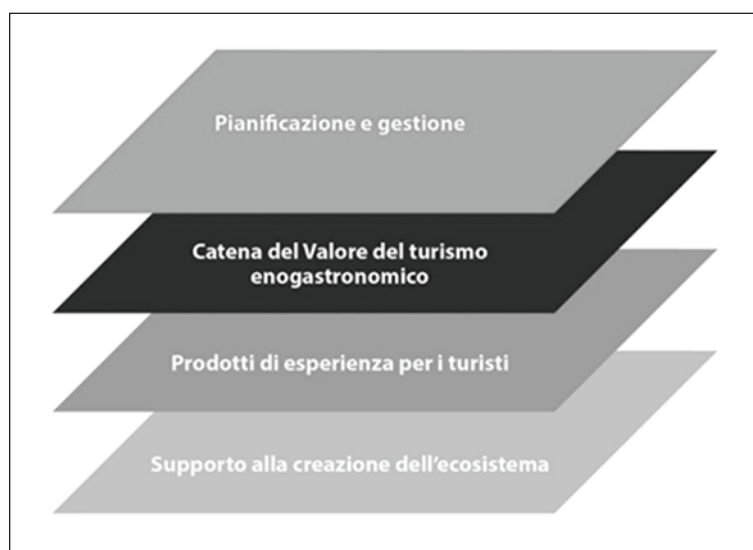 Pianificazione e gestione
Catena del Valore del turismo
enogastronomico
Prodotti di esperienza per i turisti
Supporto alla creazione dell'ecosistema